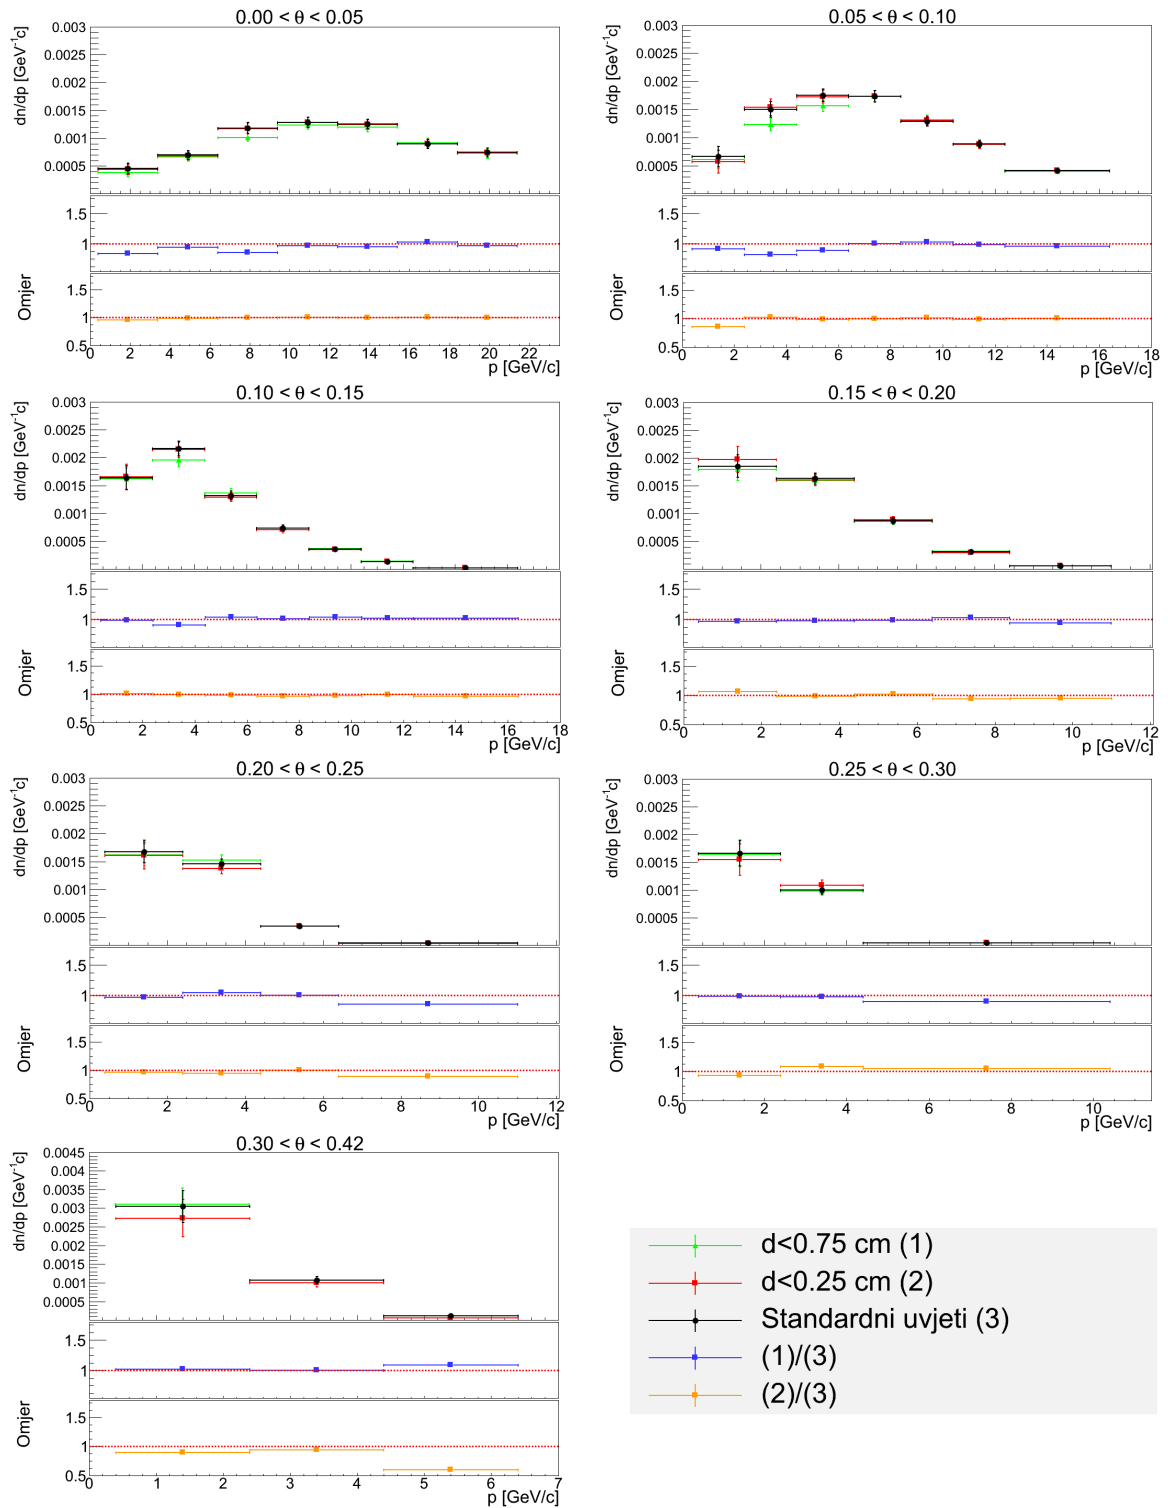 0.00 < θ < 0.05
dn/dp [GeV⁻¹c]
0.003
0.0025
0.002
0.0015
0.001
0.0005
1.5
1
Omjer
1.5
1
0.5
0 2 4 6 8 10 12 14 16 18 20 22
p [GeV/c]
0.05 < θ < 0.10
dn/dp [GeV⁻¹c]
0.003
0.0025
0.002
0.0015
0.001
0.0005
1.5
1
Omjer
1.5
1
0.5
0 2 4 6 8 10 12 14 16 18
p [GeV/c]
0.10 < θ < 0.15
dn/dp [GeV⁻¹c]
0.003
0.0025
0.002
0.0015
0.001
0.0005
1.5
1
Omjer
1.5
1
0.5
0 2 4 6 8 10 12 14 16 18
p [GeV/c]
0.15 < θ < 0.20
dn/dp [GeV⁻¹c]
0.003
0.0025
0.002
0.0015
0.001
0.0005
1.5
1
Omjer
1.5
1
0.5
0 2 4 6 8 10 12
p [GeV/c]
0.20 < θ < 0.25
dn/dp [GeV⁻¹c]
0.003
0.0025
0.002
0.0015
0.001
0.0005
1.5
1
Omjer
1.5
1
0.5
0 2 4 6 8 10 12
p [GeV/c]
0.25 < θ < 0.30
dn/dp [GeV⁻¹c]
0.003
0.0025
0.002
0.0015
0.001
0.0005
1.5
1
Omjer
1.5
1
0.5
0 2 4 6 8 10
p [GeV/c]
0.30 < θ < 0.42
dn/dp [GeV⁻¹c]
0.0045
0.004
0.0035
0.003
0.0025
0.002
0.0015
0.001
0.0005
1.5
1
Omjer
1.5
1
0.5
0 1 2 3 4 5 6 7
p [GeV/c]
d<0.75 cm (1)
d<0.25 cm (2)
Standardni uvjeti (3)
(1)/(3)
(2)/(3)